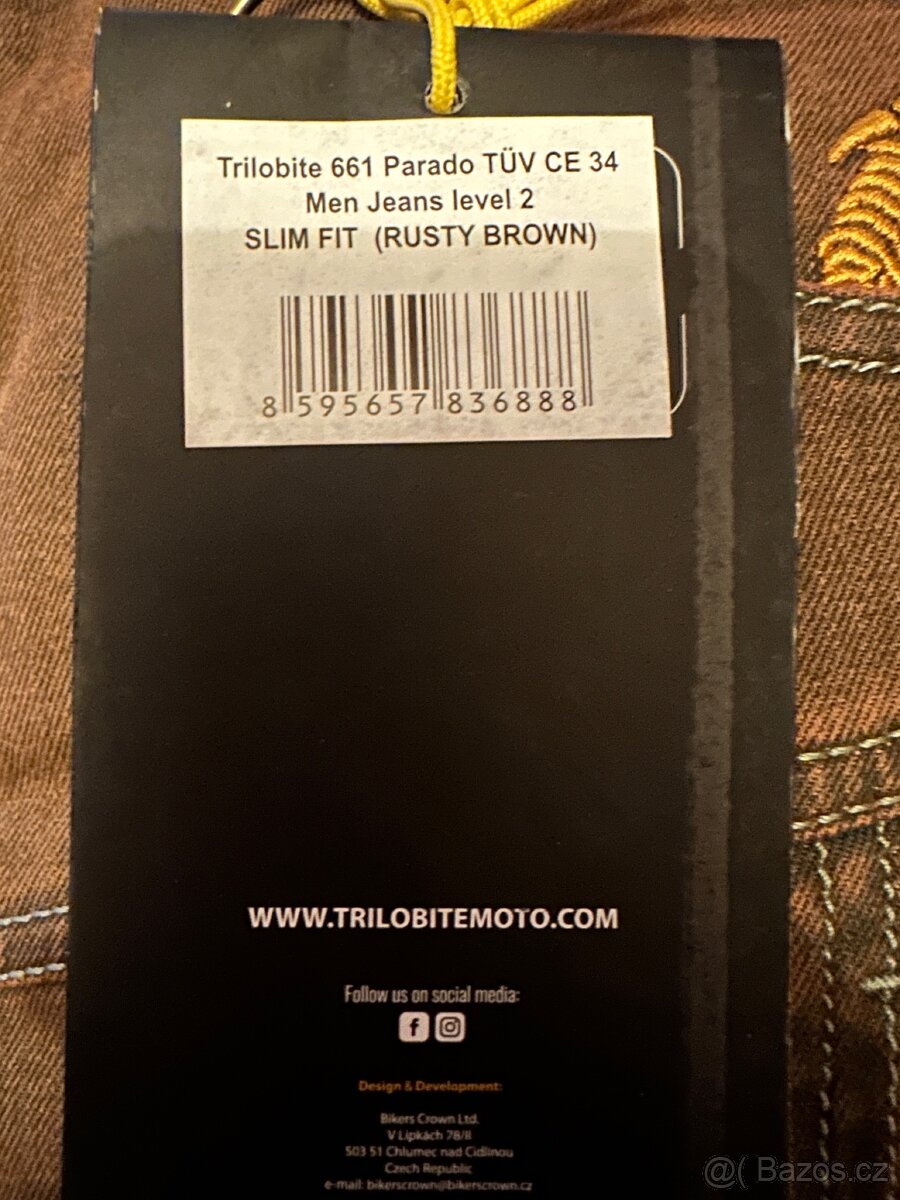 Trilobite 661 Parado TÜV CE 34
Men Jeans level 2
SLIM FIT (RUSTY BROWN)
8 595657 836888
WWW.TRILOBITEMOTO.COM
Follow us on social media:
Design & Development:
Bikers Crown Ltd.
V Lipkách 78/II
503 51 Chlumec nad Cidlinou
Czech Republic
e-mail: bikerscrown@bikerscrown.cz
@( Bazos.cz